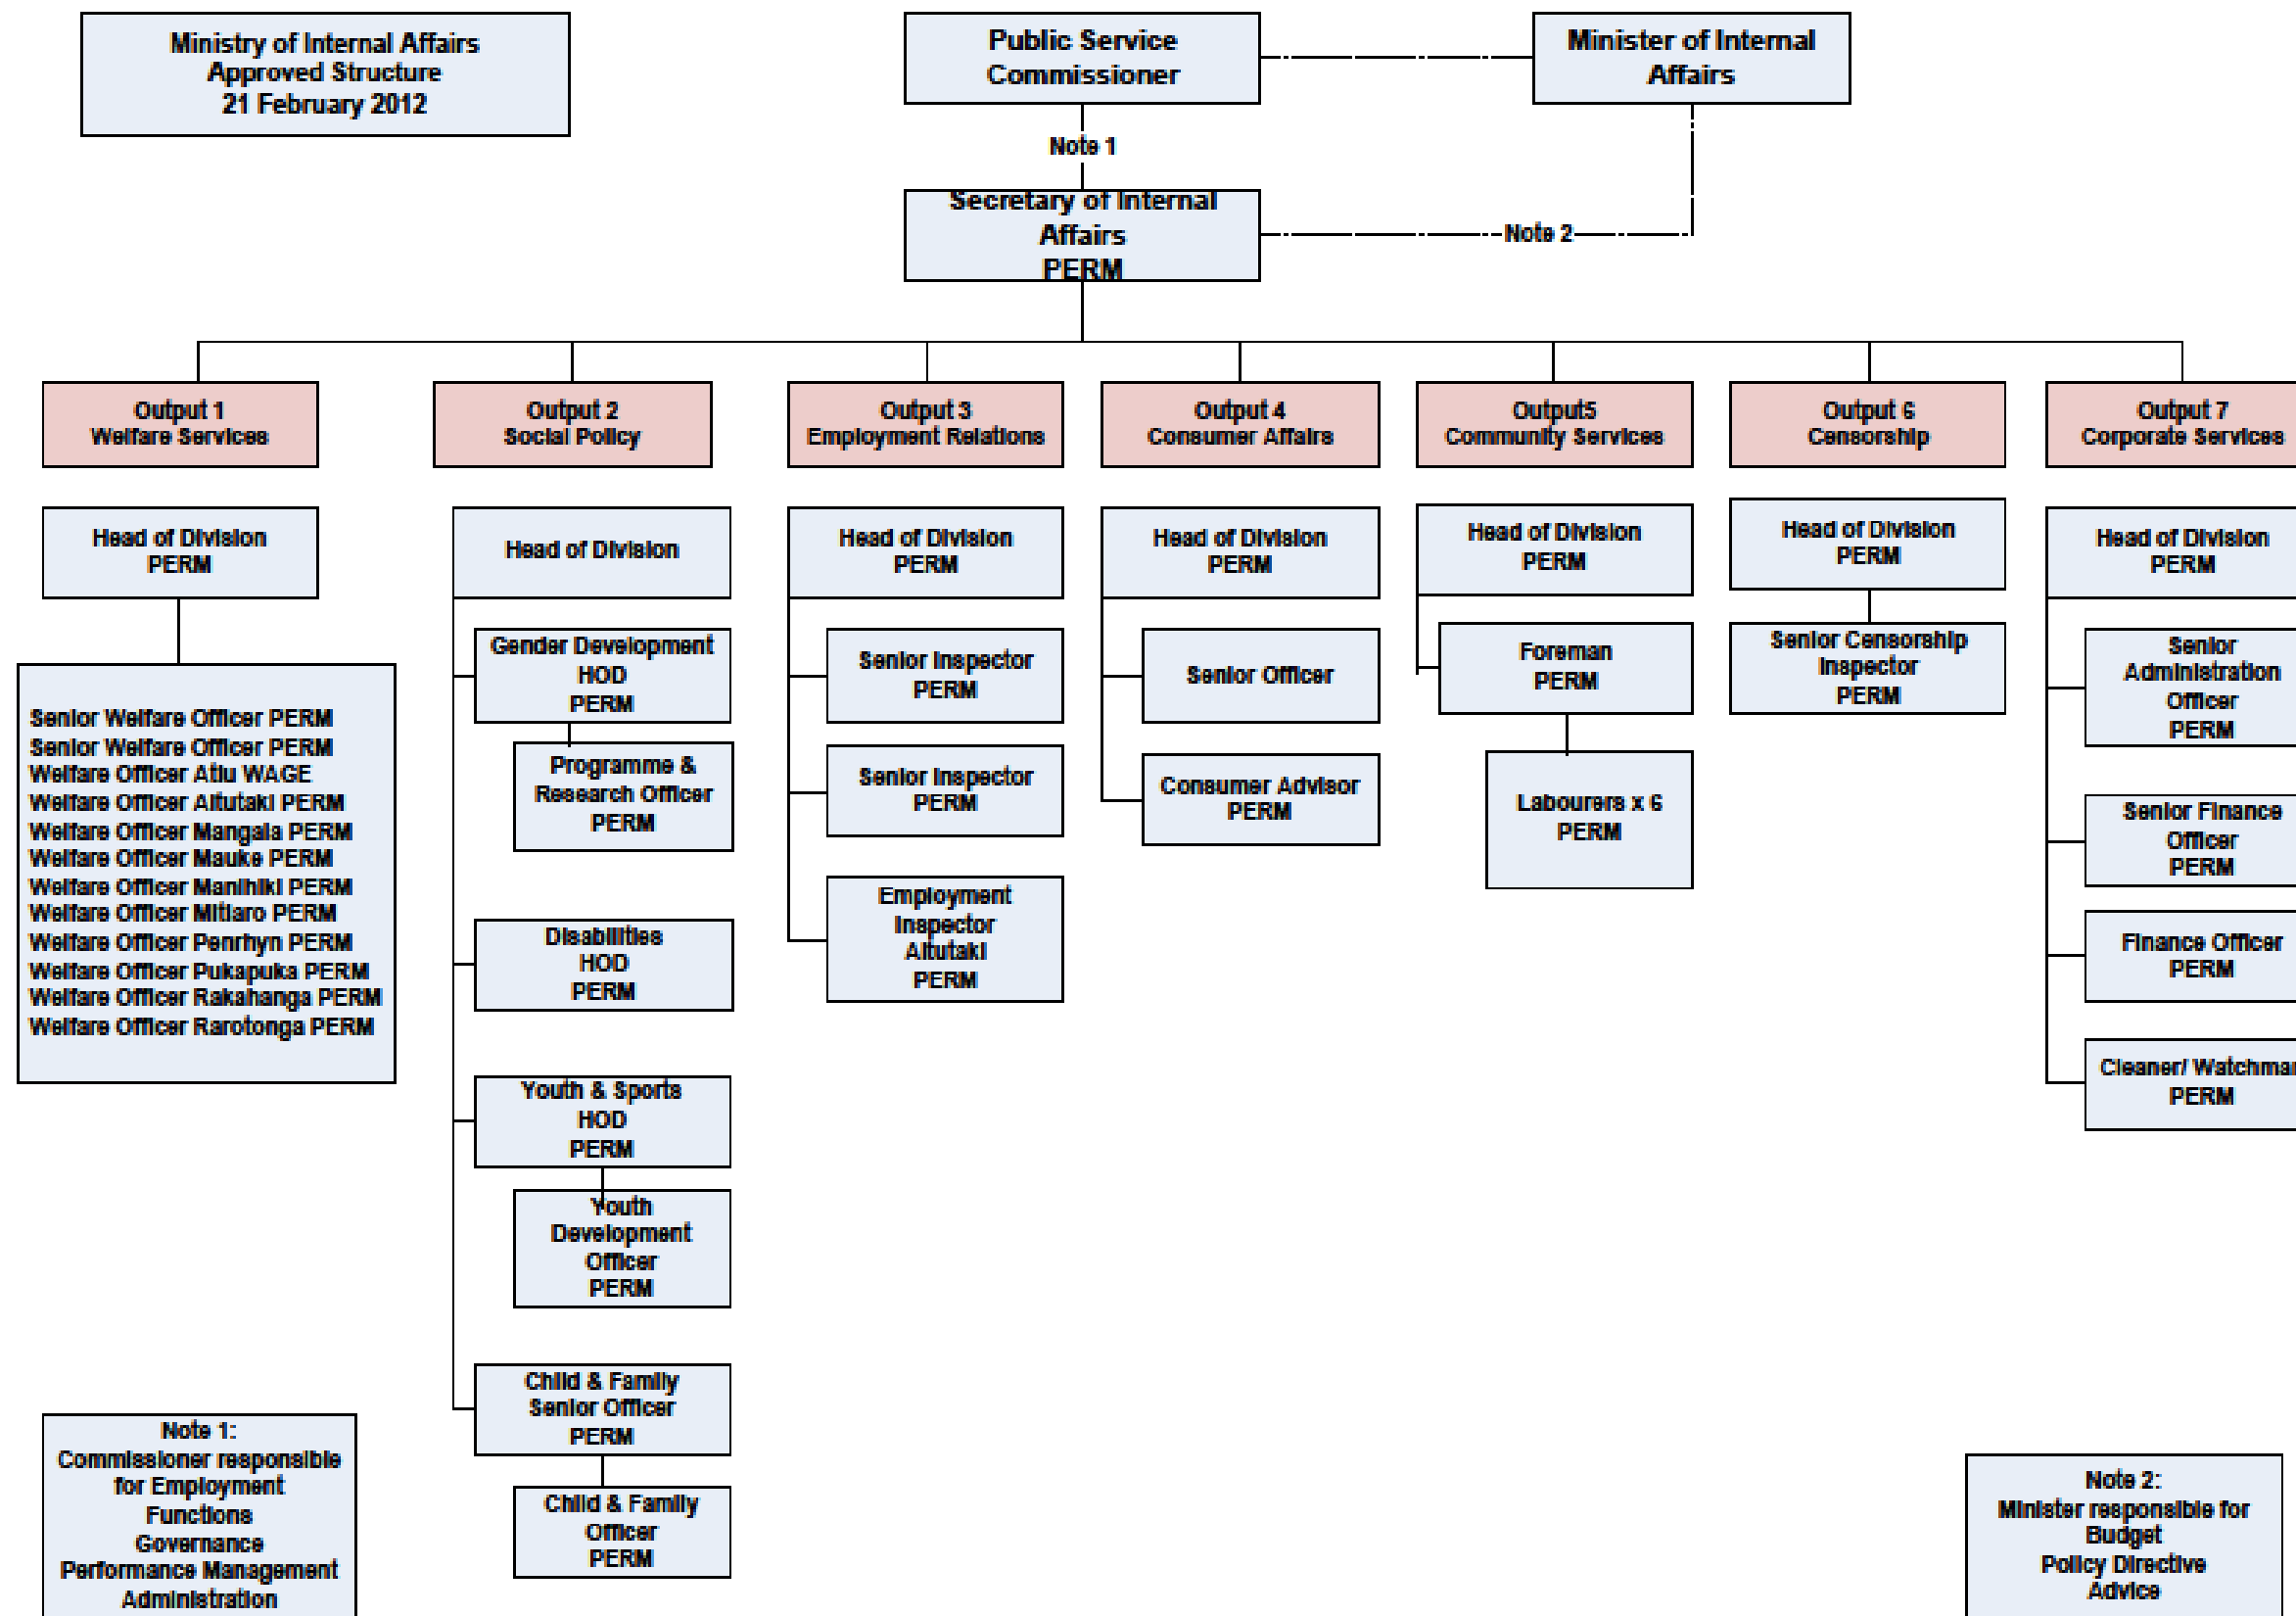 Ministry of Internal Affairs
Approved Structure
21 February 2012
Public Service
Commissioner
Minister of Internal
Affairs
Note 1
Secretary of Internal
Affairs
PERM
Note 2
Output 1
Welfare Services
Output 2
Social Policy
Output 3
Employment Relations
Output 4
Consumer Affairs
Output5
Community Services
Output 6
Censorship
Output 7
Corporate Services
Head of Division
PERM
Senior Welfare Officer PERM
Senior Welfare Officer PERM
Welfare Officer Atiu WAGE
Welfare Officer Aitutaki PERM
Welfare Officer Mangaia PERM
Welfare Officer Mauke PERM
Welfare Officer Manihiki PERM
Welfare Officer Mitiaro PERM
Welfare Officer Penrhyn PERM
Welfare Officer Pukapuka PERM
Welfare Officer Rakahanga PERM
Welfare Officer Rarotonga PERM
Head of Division
Gender Development
HOD
PERM
Programme &
Research Officer
PERM
Disabilities
HOD
PERM
Youth & Sports
HOD
PERM
Youth
Development
Officer
PERM
Child & Family
Senior Officer
PERM
Child & Family
Officer
PERM
Head of Division
PERM
Senior Inspector
PERM
Senior Inspector
PERM
Employment
Inspector
Aitutaki
PERM
Head of Division
PERM
Senior Officer
Consumer Advisor
PERM
Head of Division
PERM
Foreman
PERM
Labourers x 6
PERM
Head of Division
PERM
Senior Censorship
Inspector
PERM
Head of Division
PERM
Senior
Administration
Officer
PERM
Senior Finance
Officer
PERM
Finance Officer
PERM
Cleaner/ Watchman
PERM
Note 1:
Commissioner responsible
for Employment
Functions
Governance
Performance Management
Administration
Note 2:
Minister responsible for
Budget
Policy Directive
Advice